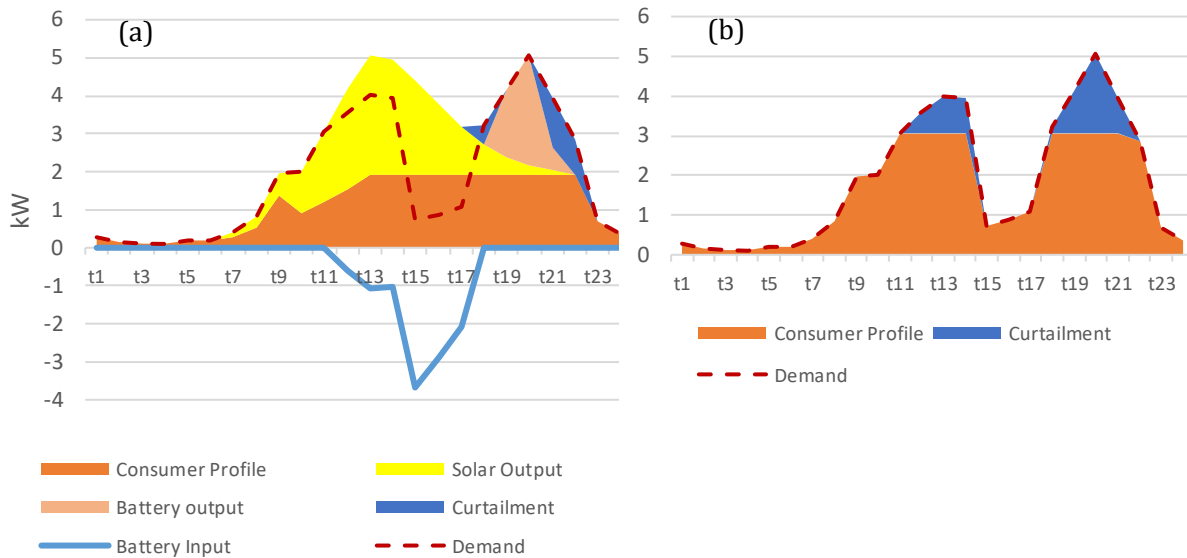 (a)
6
5
4
3
2
1
0
-1
-2
-3
-4
kW
t1 t3 t5 t7 t9 t11 t13 t15 t17 t19 t21 t23
Consumer Profile Solar Output
Battery output Curtailment
Battery Input Demand
(b)
6
5
4
3
2
1
0
t1 t3 t5 t7 t9 t11 t13 t15 t17 t19 t21 t23
Consumer Profile Curtailment
Demand